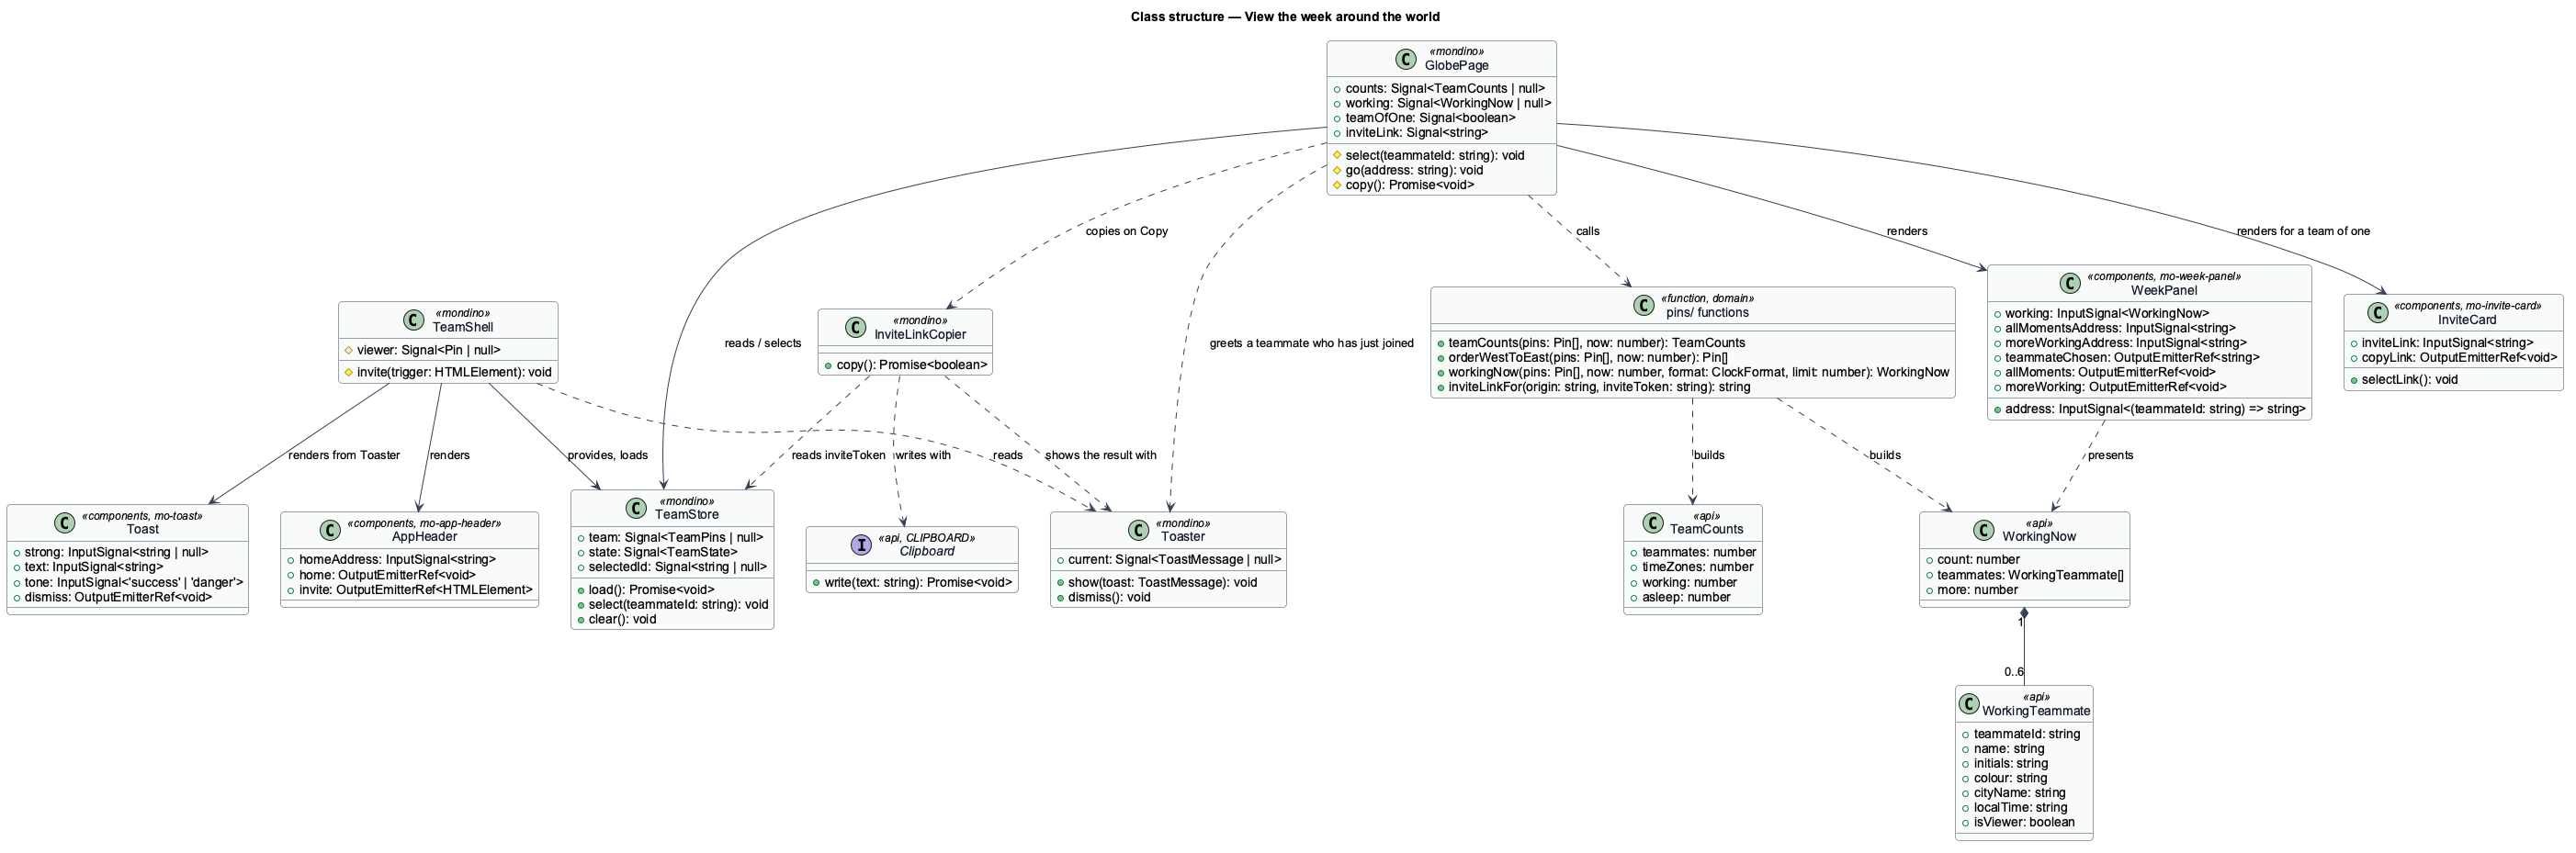 Class structure — View the week around the world
«mondino»
GlobePage
counts: Signal<TeamCounts | null>
working: Signal<WorkingNow | null>
teamOfOne: Signal<boolean>
inviteLink: Signal<string>
select(teammateId: string): void
go(address: string): void
copy(): Promise<void>
copies on Copy
calls
renders
renders for a team of one
«mondino»
TeamShell
viewer: Signal<Pin | null>
invite(trigger: HTMLElement): void
«mondino»
InviteLinkCopier
copy(): Promise<boolean>
reads / selects
greets a teammate who has just joined
«function, domain»
pins/ functions
teamCounts(pins: Pin[], now: number): TeamCounts
orderWestToEast(pins: Pin[], now: number): Pin[]
workingNow(pins: Pin[], now: number, format: ClockFormat, limit: number): WorkingNow
inviteLinkFor(origin: string, inviteToken: string): string
«components, mo-week-panel»
WeekPanel
working: InputSignal<WorkingNow>
allMomentsAddress: InputSignal<string>
moreWorkingAddress: InputSignal<string>
teammateChosen: OutputEmitterRef<string>
allMoments: OutputEmitterRef<void>
moreWorking: OutputEmitterRef<void>
address: InputSignal<(teammateId: string) => string>
«components, mo-invite-card»
InviteCard
inviteLink: InputSignal<string>
copyLink: OutputEmitterRef<void>
selectLink(): void
renders from Toaster
renders
provides, loads
reads inviteToken
writes with
reads
shows the result with
builds
builds
presents
«components, mo-toast»
Toast
strong: InputSignal<string | null>
text: InputSignal<string>
tone: InputSignal<'success' | 'danger'>
dismiss: OutputEmitterRef<void>
«components, mo-app-header»
AppHeader
homeAddress: InputSignal<string>
home: OutputEmitterRef<void>
invite: OutputEmitterRef<HTMLElement>
«mondino»
TeamStore
team: Signal<TeamPins | null>
state: Signal<TeamState>
selectedId: Signal<string | null>
load(): Promise<void>
select(teammateId: string): void
clear(): void
«api, CLIPBOARD»
Clipboard
write(text: string): Promise<void>
«mondino»
Toaster
current: Signal<ToastMessage | null>
show(toast: ToastMessage): void
dismiss(): void
«api»
TeamCounts
teammates: number
timeZones: number
working: number
asleep: number
«api»
WorkingNow
count: number
teammates: WorkingTeammate[]
more: number
1
0..6
«api»
WorkingTeammate
teammateId: string
name: string
initials: string
colour: string
cityName: string
localTime: string
isViewer: boolean